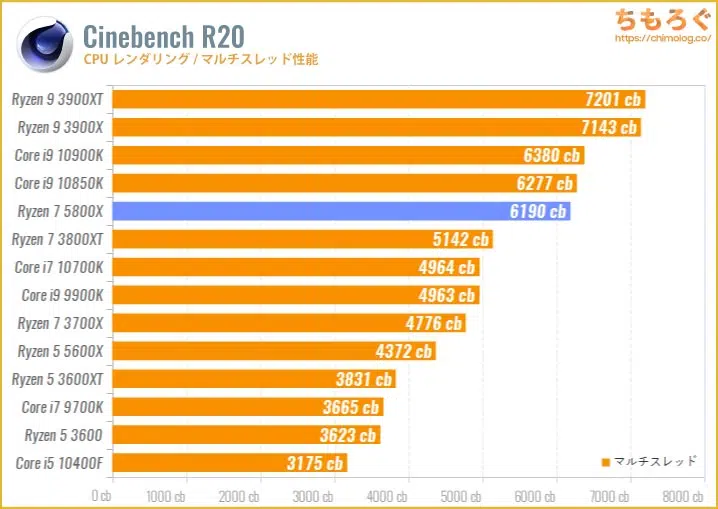 Cinebench R20
CPU レンダリング / マルチスレッド性能
ちもろぐ
https://chimolog.co/
Ryzen 9 3900XT 7201 cb
Ryzen 9 3900X 7143 cb
Core i9 10900K 6380 cb
Core i9 10850K 6277 cb
Ryzen 7 5800X 6190 cb
Ryzen 7 3800XT 5142 cb
Core i7 10700K 4964 cb
Core i9 9900K 4963 cb
Ryzen 7 3700X 4776 cb
Ryzen 5 5600X 4372 cb
Ryzen 5 3600XT 3831 cb
Core i7 9700K 3665 cb
Ryzen 5 3600 3623 cb
Core i5 10400F 3175 cb
マルチスレッド
0 cb 1000 cb 2000 cb 3000 cb 4000 cb 5000 cb 6000 cb 7000 cb 8000 cb